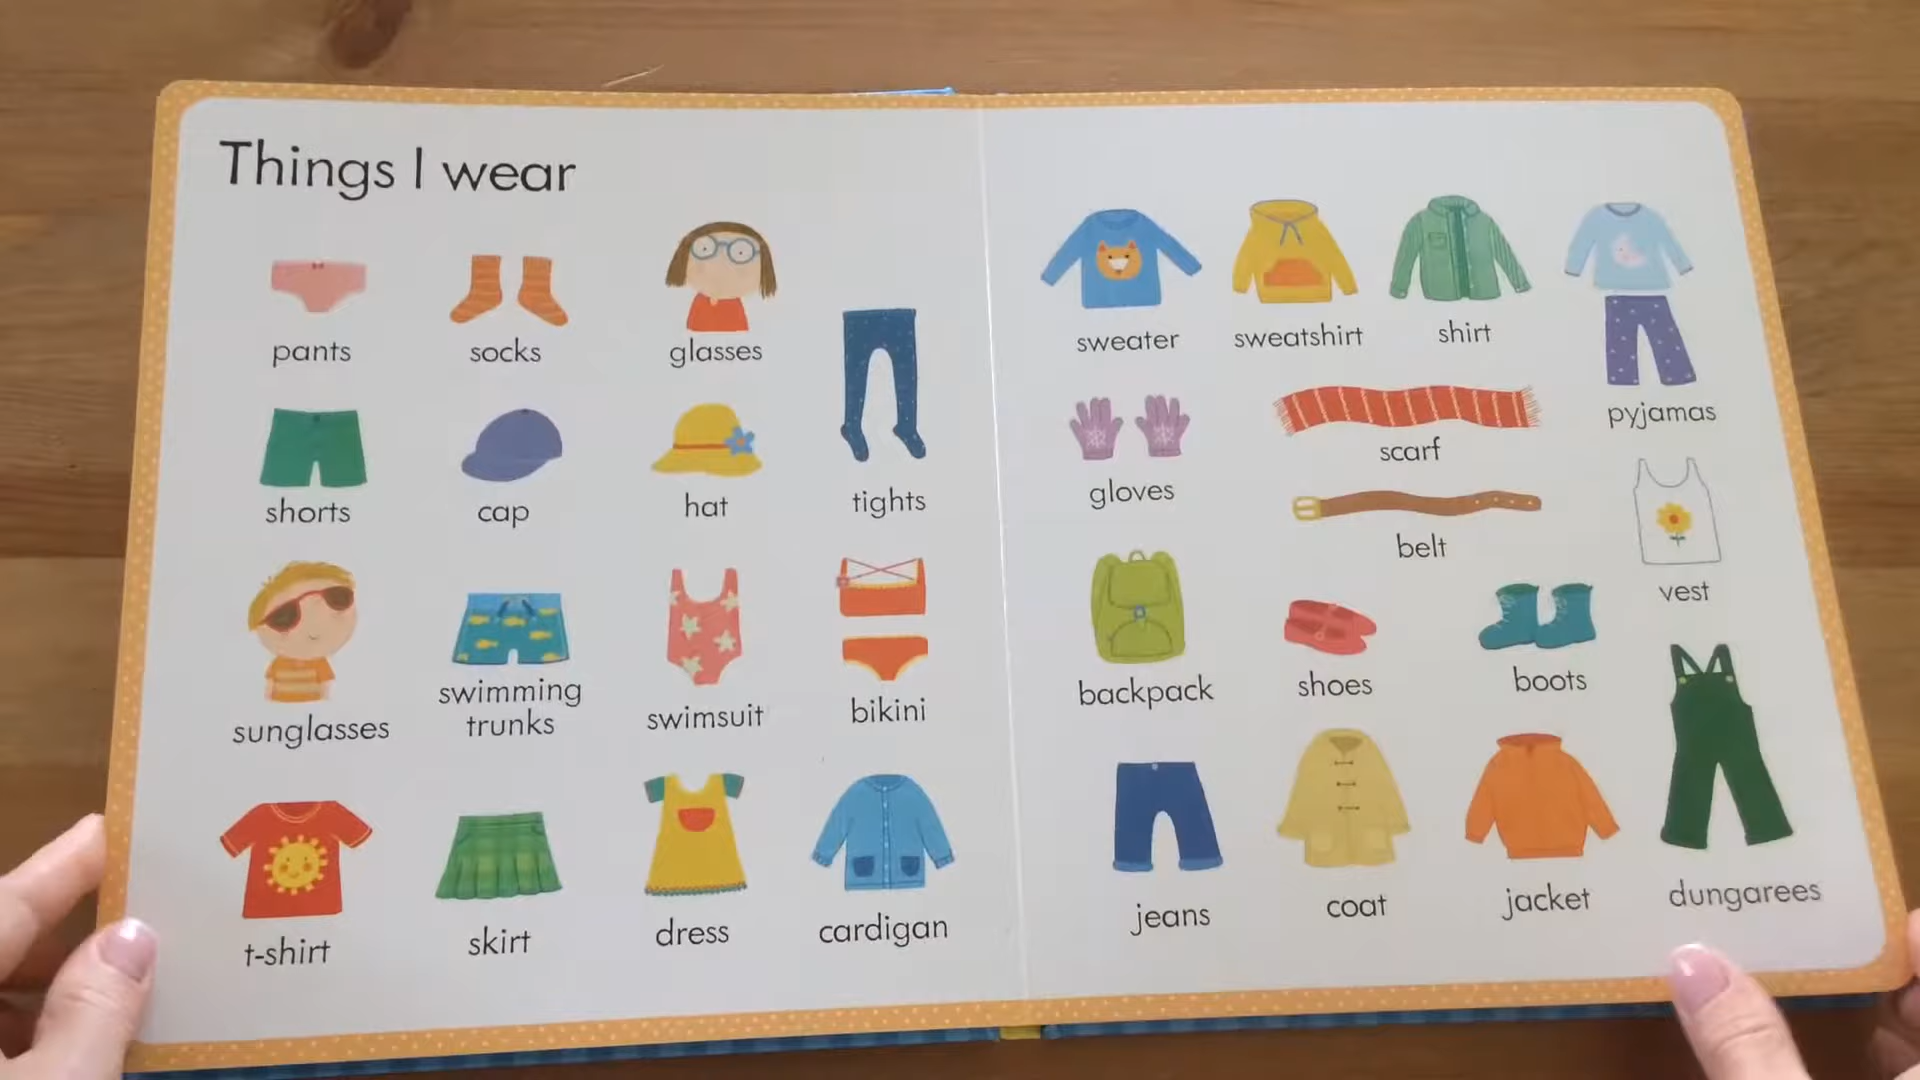 Things I wear
pants
socks
glasses
tights
shorts
cap
hat
sunglasses
swimming
trunks
swimsuit
bikini
t-shirt
skirt
dress
cardigan
sweater
sweatshirt
shirt
pyjamas
gloves
scarf
belt
vest
backpack
shoes
boots
jeans
coat
jacket
dungarees